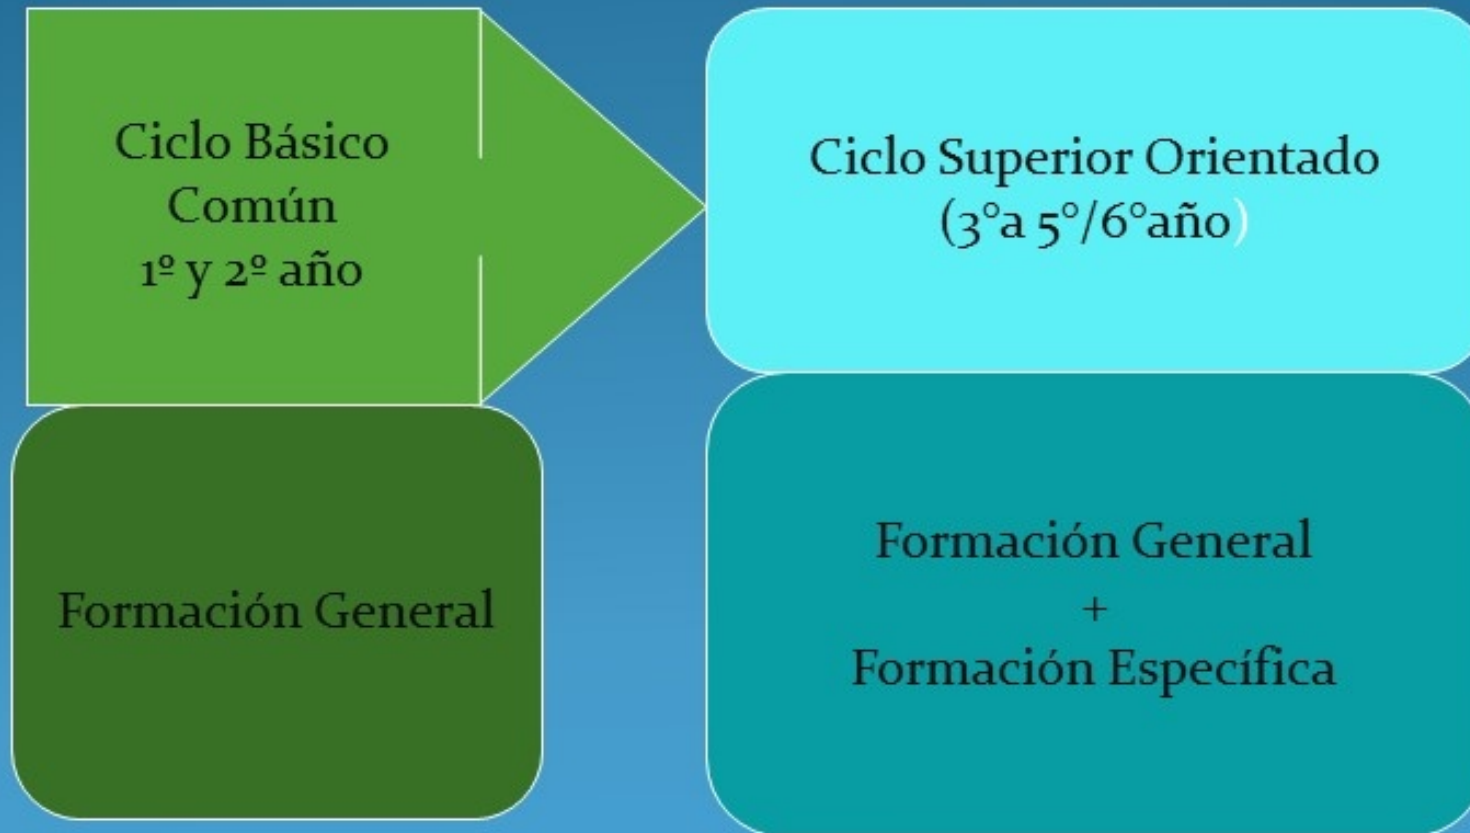 Ciclo Básico
Común
1º y 2º año
Formación General
Ciclo Superior Orientado
(3°a 5°/6°año)
Formación General
+
Formación Específica